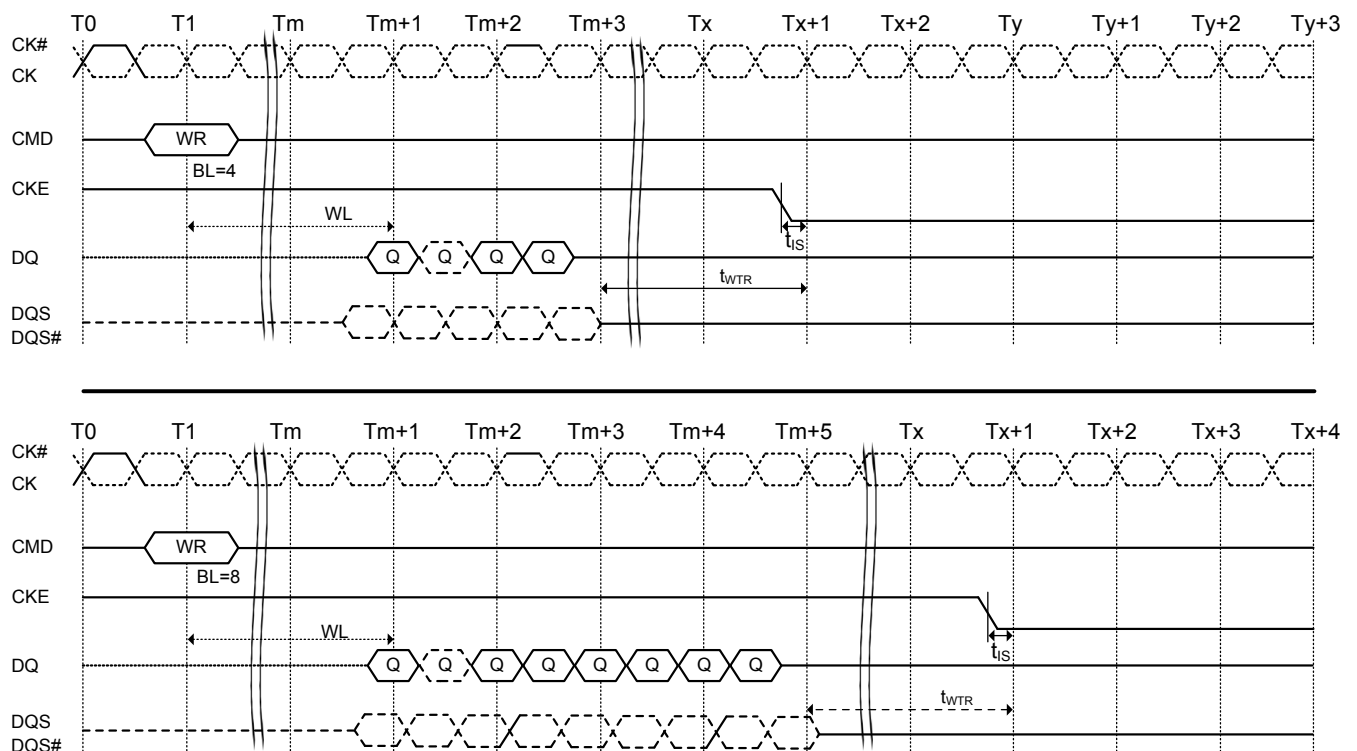 T0 T1 Tm Tm+1 Tm+2 Tm+3 Tx Tx+1 Tx+2 Ty Ty+1 Ty+2 Ty+3
CK#
CK
CMD WR
BL=4
CKE
WL
tIS
DQ Q Q Q Q
tWTR
DQS
DQS#
T0 T1 Tm Tm+1 Tm+2 Tm+3 Tm+4 Tm+5 Tx Tx+1 Tx+2 Tx+3 Tx+4
CK#
CK
CMD WR
BL=8
CKE
WL
tIS
DQ Q Q Q Q Q Q Q Q
tWTR
DQS
DQS#